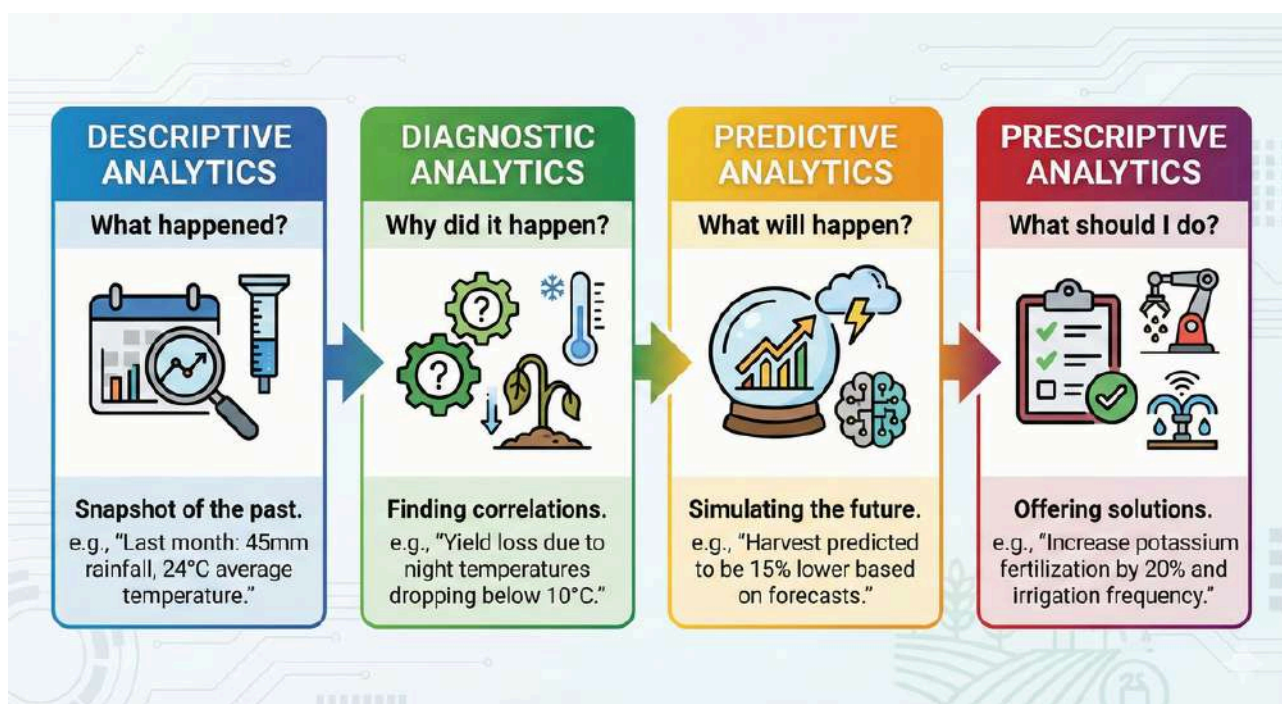 DESCRIPTIVE
ANALYTICS
What happened?
Snapshot of the past.
e.g., “Last month: 45mm
rainfall, 24°C average
temperature.”
DIAGNOSTIC
ANALYTICS
Why did it happen?
? 
?
Finding correlations.
e.g., “Yield loss due to
night temperatures
dropping below 10°C.”
PREDICTIVE
ANALYTICS
What will happen?
Simulating the future.
e.g., “Harvest predicted
to be 15% lower based
on forecasts.”
PRESCRIPTIVE
ANALYTICS
What should I do?
Offering solutions.
e.g., “Increase potassium
fertilization by 20% and
irrigation frequency.”